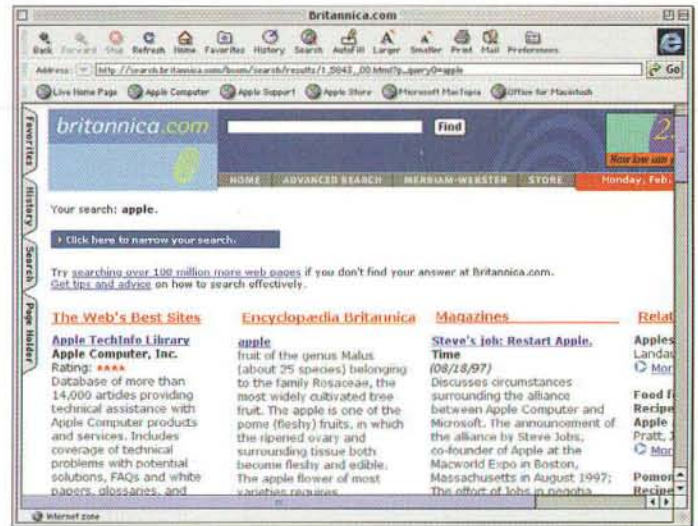 Britannica.com
Back Forward Stop Refresh Home Favorites History Search AutoFill Larger Smaller Print Mail Preferences
Address: http://search.britannica.com/bcom/search/results/1,5843,,00.html?p_query0=apple Go
Live Home Page Apple Computer Apple Support Apple Store Microsoft MacTopia Office for Macintosh
Favorites
History
Search
Page Holder
britannica.com
Find
HOME ADVANCED SEARCH MERRIAM-WEBSTER STORE Monday, Feb.
Your search: apple.
Click here to narrow your search.
Try searching over 100 million more web pages if you don't find your answer at Britannica.com.
Get tips and advice on how to search effectively.
The Web's Best Sites
Apple TechInfo Library
Apple Computer, Inc.
Rating: ★★★★
Database of more than
14,000 articles providing
technical assistance with
Apple Computer products
and services. Includes
coverage of technical
problems with potential
solutions, FAQs and white
papers, glossaries, and
Encyclopædia Britannica
apple
fruit of the genus Malus
(about 25 species) belonging
to the family Rosaceae, the
most widely cultivated tree
fruit. The apple is one of the
pome (fleshy) fruits, in which
the ripened ovary and
surrounding tissue both
become fleshy and edible.
The apple flower of most
varieties requires
Magazines
Steve's job: Restart Apple.
Time
(08/18/97)
Discusses circumstances
surrounding the alliance
between Apple Computer and
Microsoft. The announcement of
the alliance by Steve Jobs,
co-founder of Apple at the
Macworld Expo in Boston,
Massachusetts in August 1997;
The effort of Jobs in negotia
Relat
Apples
Landau
Mor
Food f
Recipe
Apple
Pratt, J
Mor
Pomon
Recipe
Internet zone